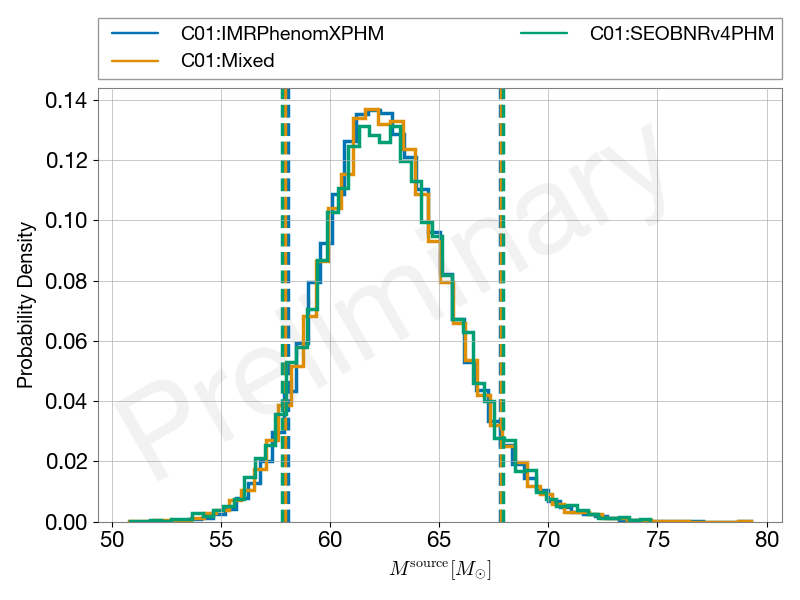 C01:IMRPhenomXPHM
C01:Mixed
C01:SEOBNRv4PHM
Preliminary
Probability Density
0.14
0.12
0.10
0.08
0.06
0.04
0.02
0.00
50 55 60 65 70 75 80
M^source [M_⊙]